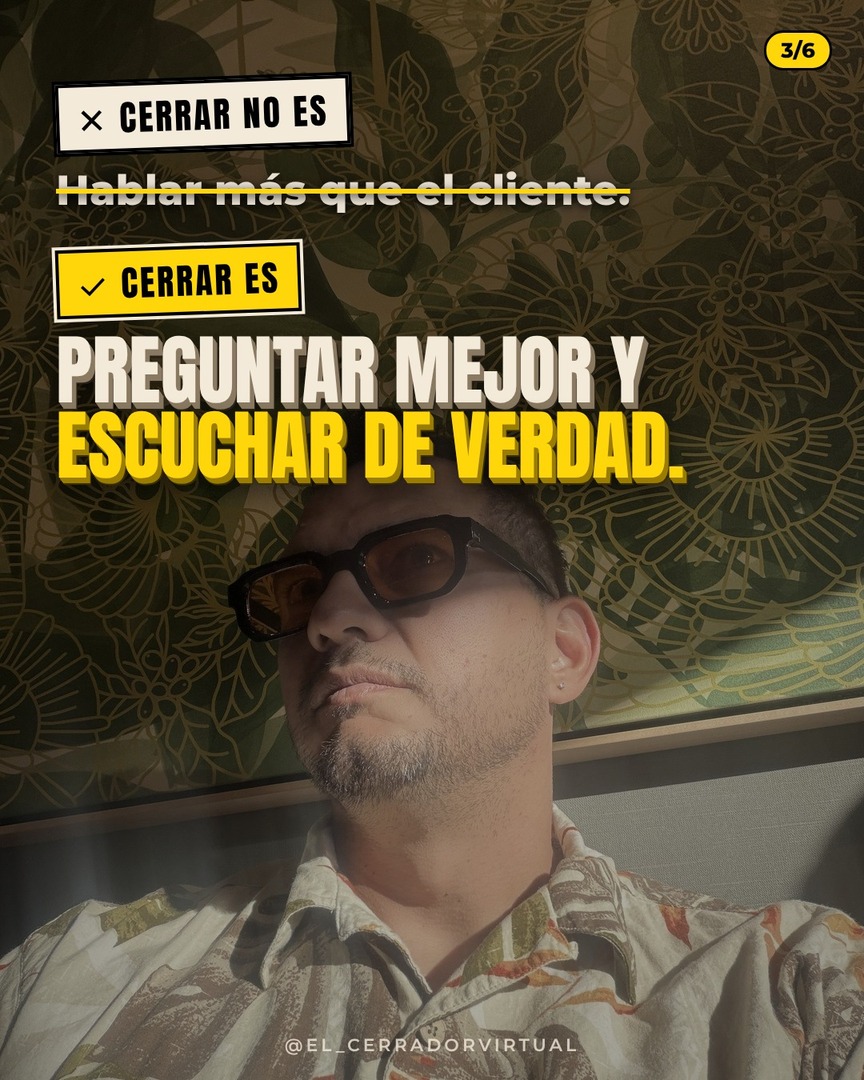 3/6
× CERRAR NO ES
Hablar más que el cliente.
✓ CERRAR ES
PREGUNTAR MEJOR Y
ESCUCHAR DE VERDAD.
@EL_CERRADORVIRTUAL